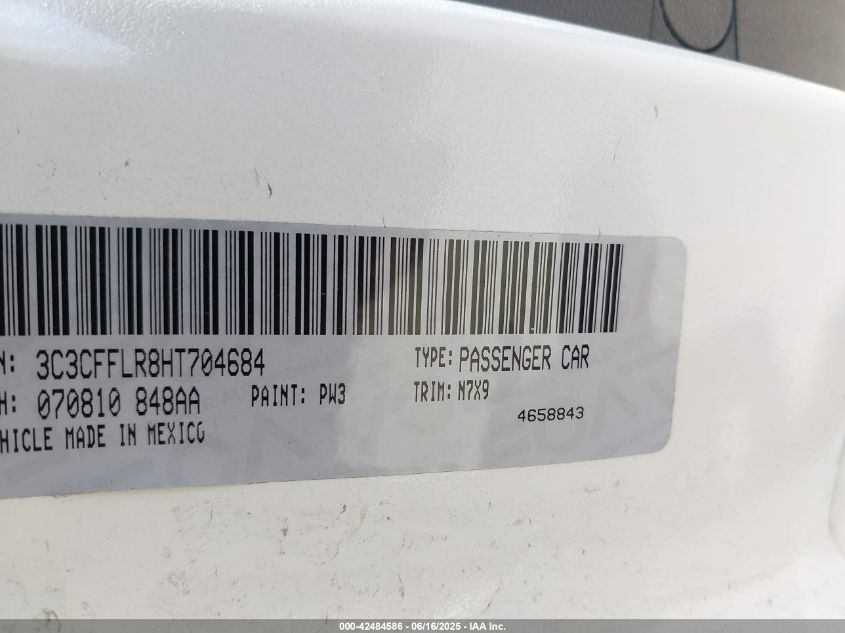 N: 3C3CFFLR8HT704684 TYPE: PASSENGER CAR
H: 070810 848AA PAINT: PW3 TRIM: N7X9
4658843
HICLE MADE IN MEXICO
000-42484586 - 06/16/2025 - IAA Inc.